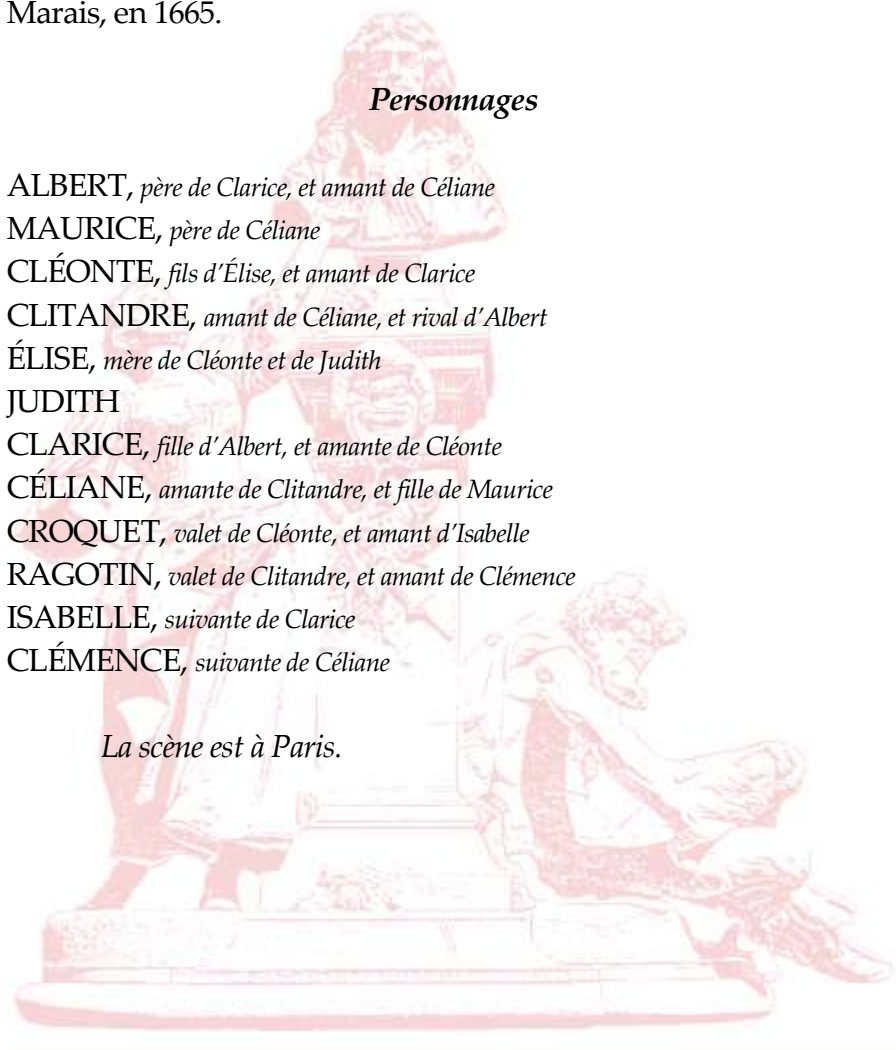 Marais, en 1665.
Personnages
ALBERT, père de Clarice, et amant de Céliane
MAURICE, père de Céliane
CLÉONTE, fils d’Élise, et amant de Clarice
CLITANDRE, amant de Céliane, et rival d’Albert
ÉLISE, mère de Cléonte et de Judith
JUDITH
CLARICE, fille d’Albert, et amante de Cléonte
CÉLIANE, amante de Clitandre, et fille de Maurice
CROQUET, valet de Cléonte, et amant d’Isabelle
RAGOTIN, valet de Clitandre, et amant de Clémence
ISABELLE, suivante de Clarice
CLÉMENCE, suivante de Céliane
La scène est à Paris.